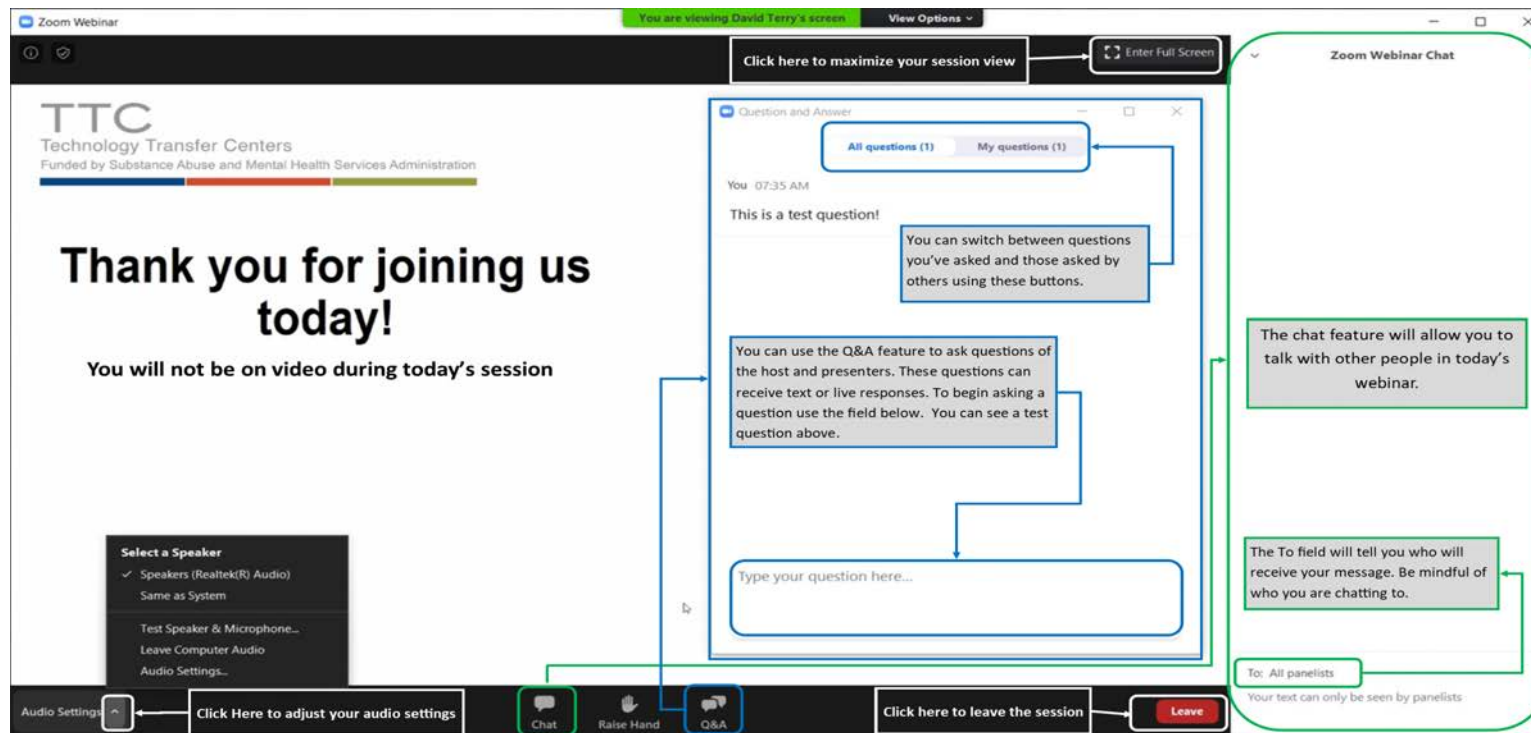 Zoom Webinar
You are viewing David Terry's screen
View Options
Click here to maximize your session view
Enter Full Screen
Zoom Webinar Chat
TTC
Technology Transfer Centers
Funded by Substance Abuse and Mental Health Services Administration
Thank you for joining us
today!
You will not be on video during today's session
Question and Answer
All questions (1)
My questions (1)
You 07:35 AM
This is a test question!
You can switch between questions
you've asked and those asked by
others using these buttons.
You can use the Q&A feature to ask questions of
the host and presenters. These questions can
receive text or live responses. To begin asking a
question use the field below. You can see a test
question above.
Type your question here...
The chat feature will allow you to
talk with other people in today's
webinar.
The To field will tell you who will
receive your message. Be mindful of
who you are chatting to.
To: All panelists
Your text can only be seen by panelists
Select a Speaker
Speakers (Realtek(R) Audio)
Same as System
Test Speaker & Microphone...
Leave Computer Audio
Audio Settings...
Audio Settings
Click Here to adjust your audio settings
Chat
Raise Hand
Q&A
Click here to leave the session
Leave